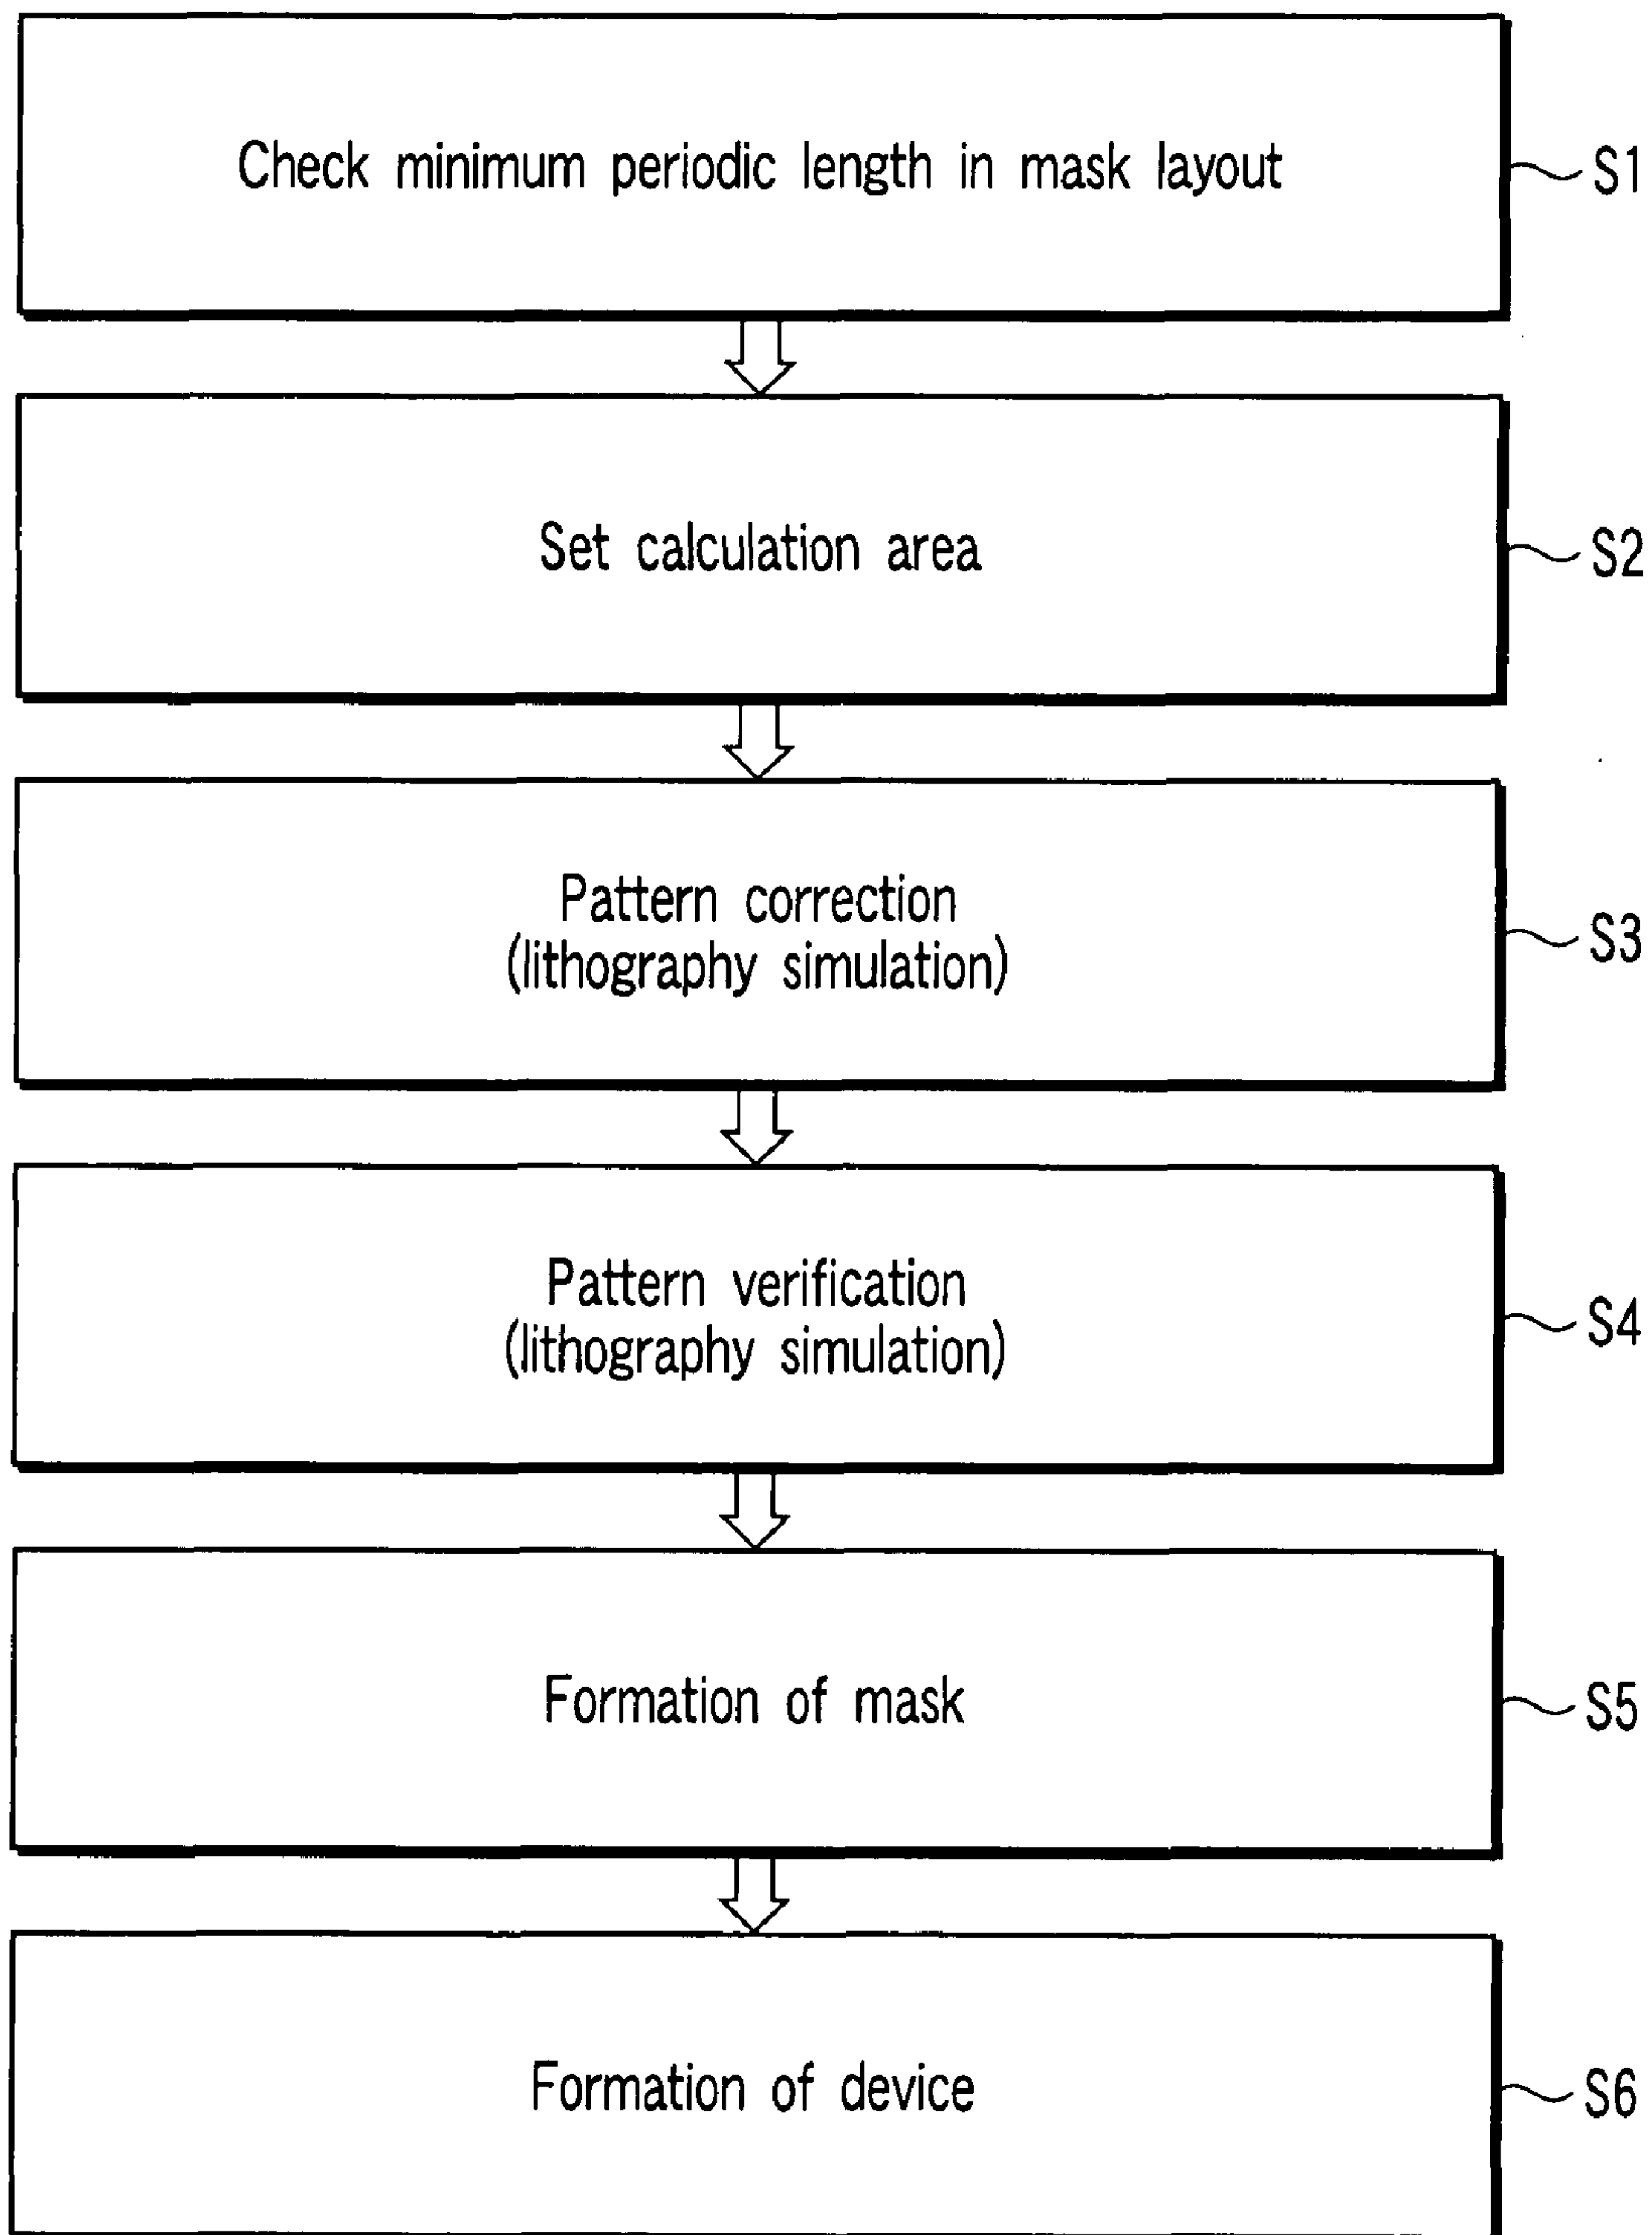 Check minimum periodic length in mask layout
S1
Set calculation area
S2
Pattern correction
(lithography simulation)
S3
Pattern verification
(lithography simulation)
S4
Formation of mask
S5
Formation of device
S6